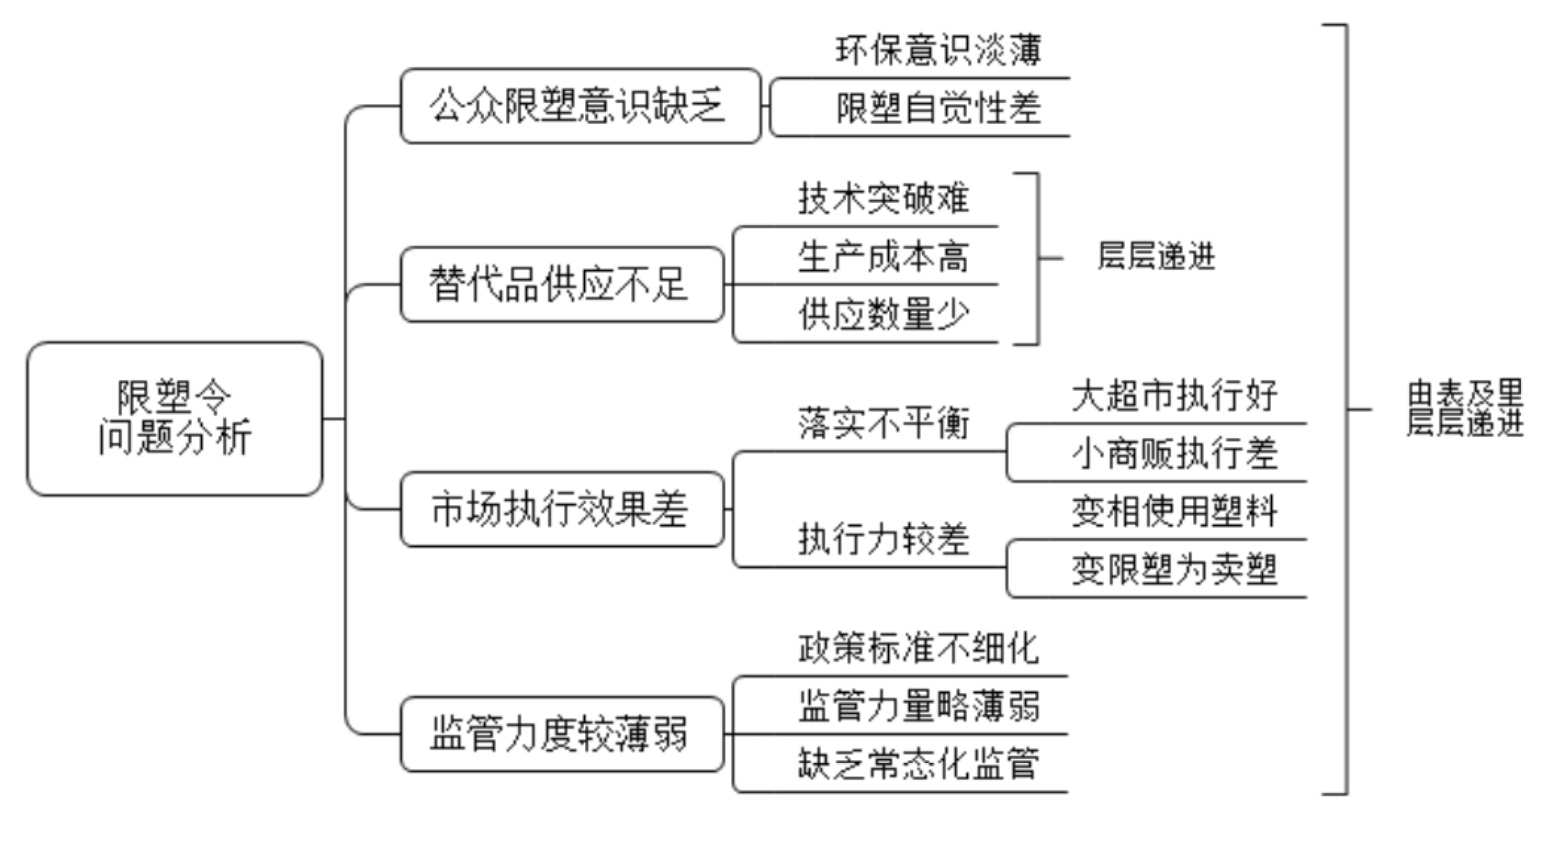 限塑令
问题分析
公众限塑意识缺乏
环保意识淡薄
限塑自觉性差
替代品供应不足
技术突破难
生产成本高
供应数量少
层层递进
市场执行效果差
落实不平衡
大超市执行好
小商贩执行差
执行力较差
变相使用塑料
变限塑为卖塑
监管力度较薄弱
政策标准不细化
监管力量略薄弱
缺乏常态化监管
由表及里
层层递进